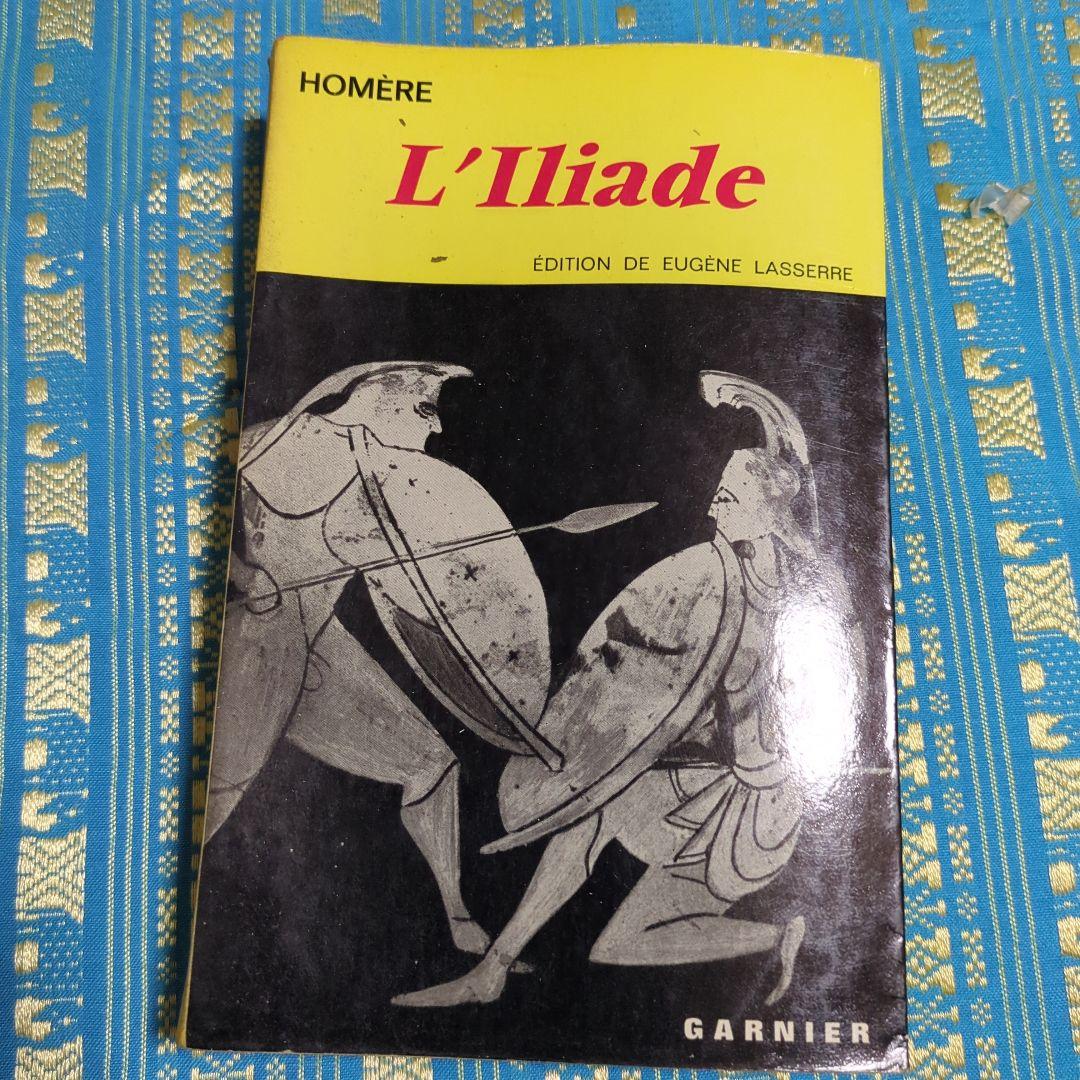 HOMÈRE
L'Iliade
ÉDITION DE EUGÈNE LASSERRE
GARNIER